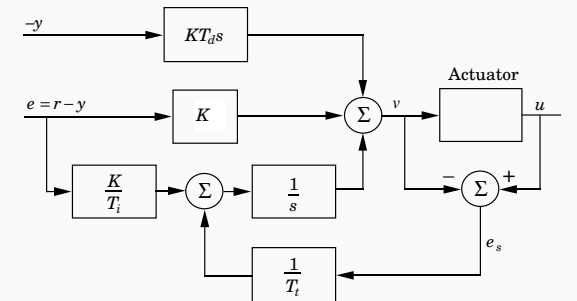 −y
KT_d s
Actuator
e = r − y
K
Σ
v
u
K/T_i
Σ
1/s
−
Σ
+
e_s
1/T_t